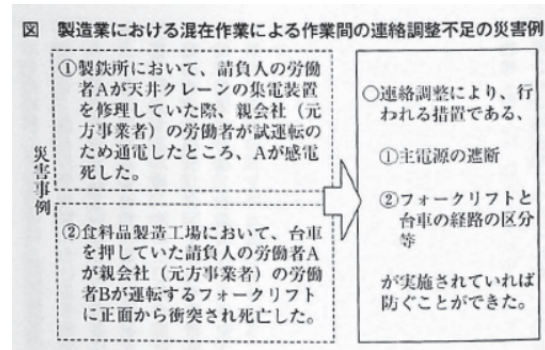 図 製造業における混在作業による作業間の連絡調整不足の災害例
災害事例
①製鉄所において、請負人の労働
者Aが天井クレーンの集電装置
を修理していた際、親会社（元
方事業者）の労働者が試運転の
ため通電したところ、Aが感電
死した。
②食料品製造工場において、台車
を押していた請負人の労働者A
が親会社（元方事業者）の労働
者Bが運転するフォークリフト
に正面から衝突され死亡した。
○連絡調整により、行
われる措置である、
①主電源の遮断
②フォークリフトと
台車の経路の区分
等
が実施されていれば
防ぐことができた。